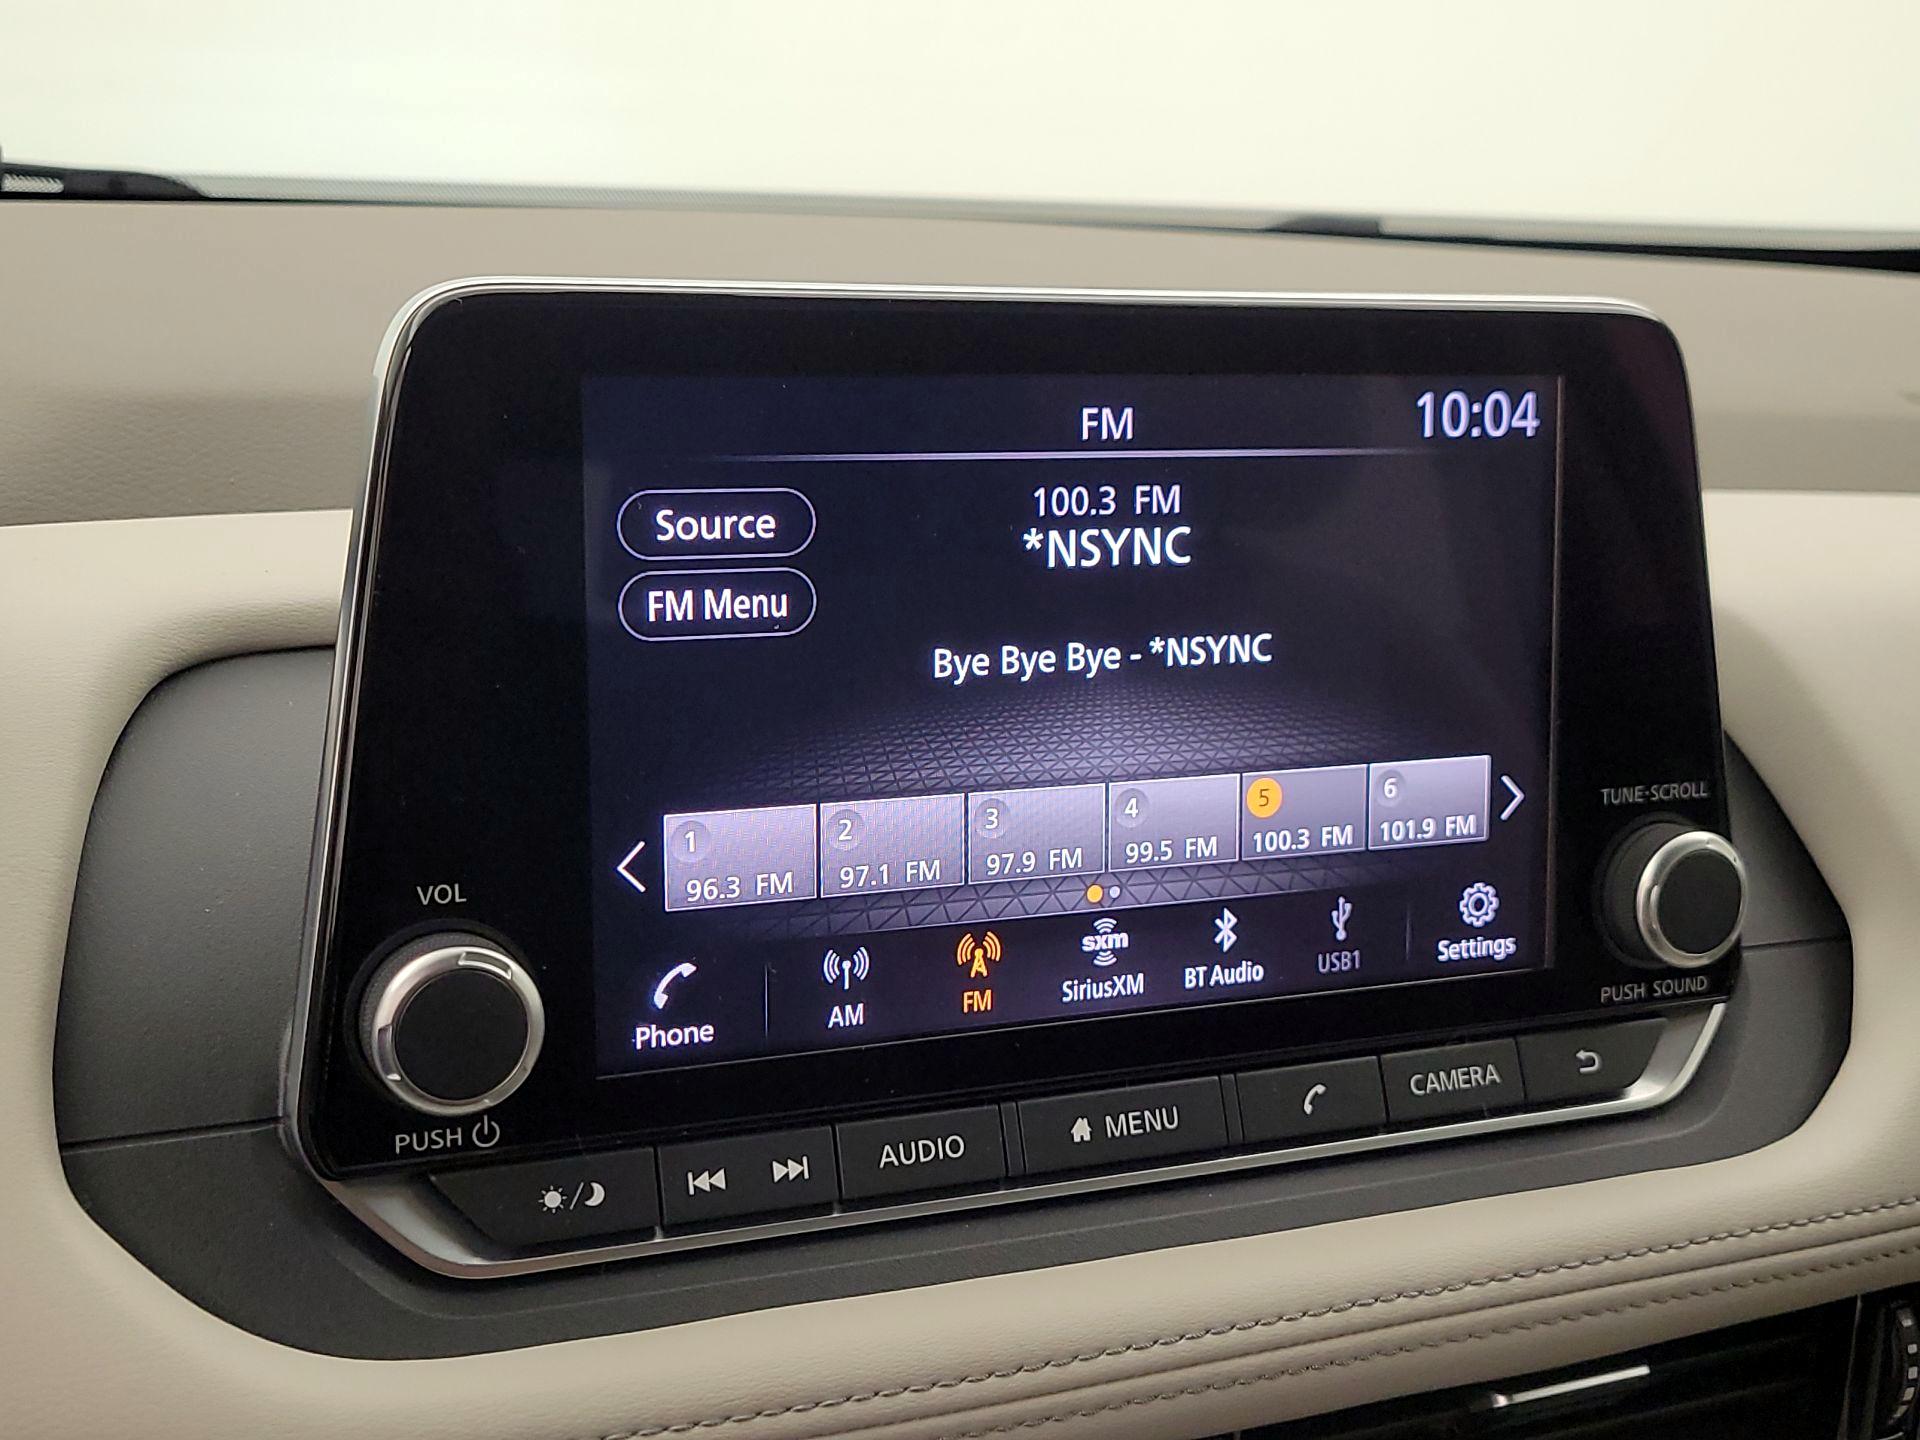 FM
10:04
Source
100.3 FM
*NSYNC
FM Menu
Bye Bye Bye - *NSYNC
1
96.3 FM
2
97.1 FM
3
97.9 FM
4
99.5 FM
5
100.3 FM
6
101.9 FM
Phone
AM
FM
sxm
SiriusXM
BT Audio
USB1
Settings
VOL
PUSH
TUNE·SCROLL
PUSH SOUND
AUDIO
MENU
CAMERA